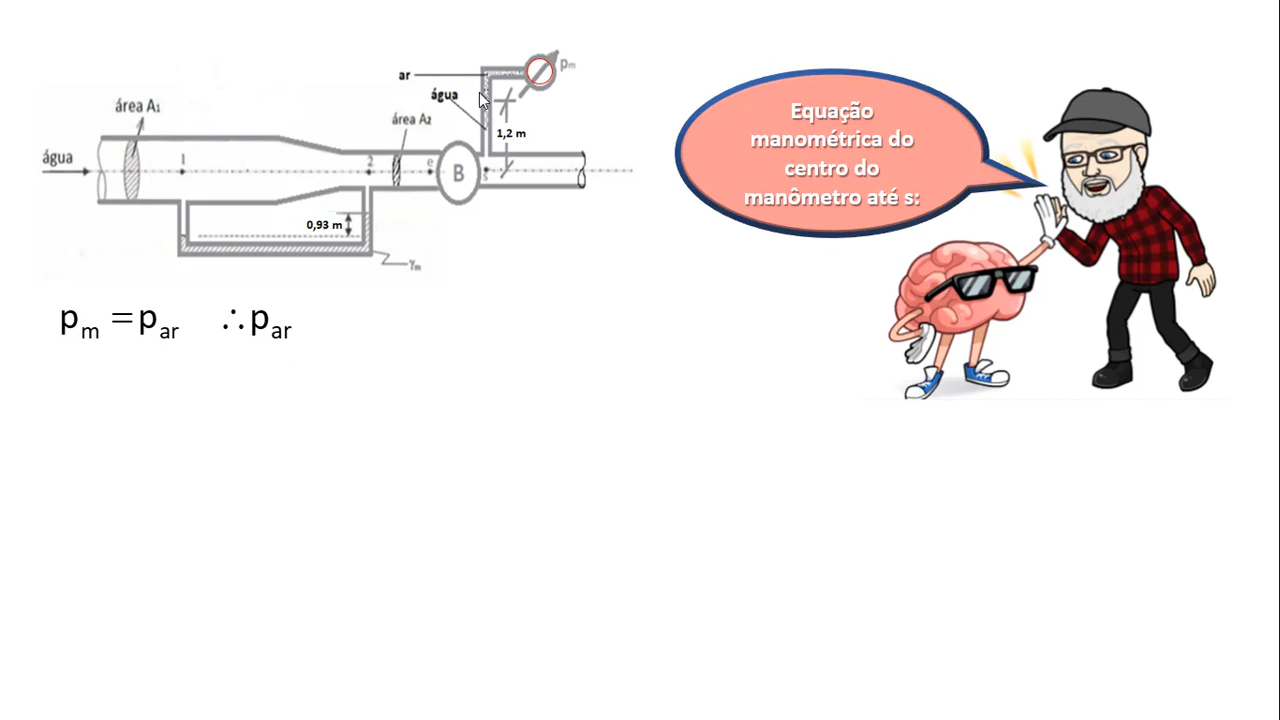 ar
pm
água
área A1
área A2
1,2 m
água
1
2
e
B
s
0,93 m
γm
Equação
manométrica do
centro do
manômetro até s:
pm = par ∴ par